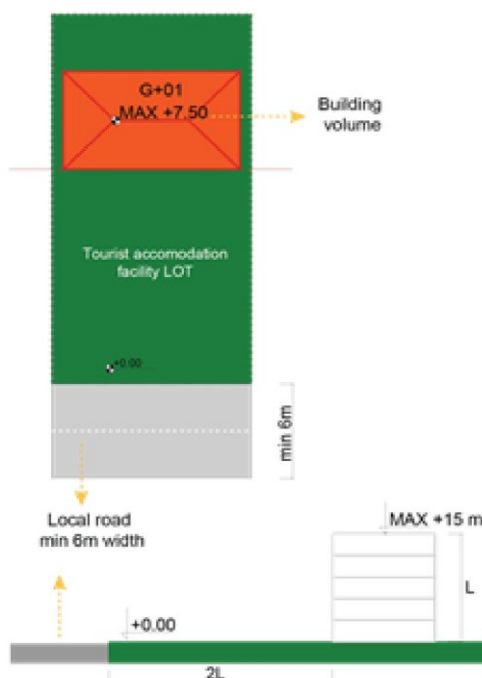 G+01
MAX +7.50
Building
volume
Tourist accomodation
facility LOT
+0.00
min 6m
Local road
min 6m width
MAX +15 m
L
+0.00
2L